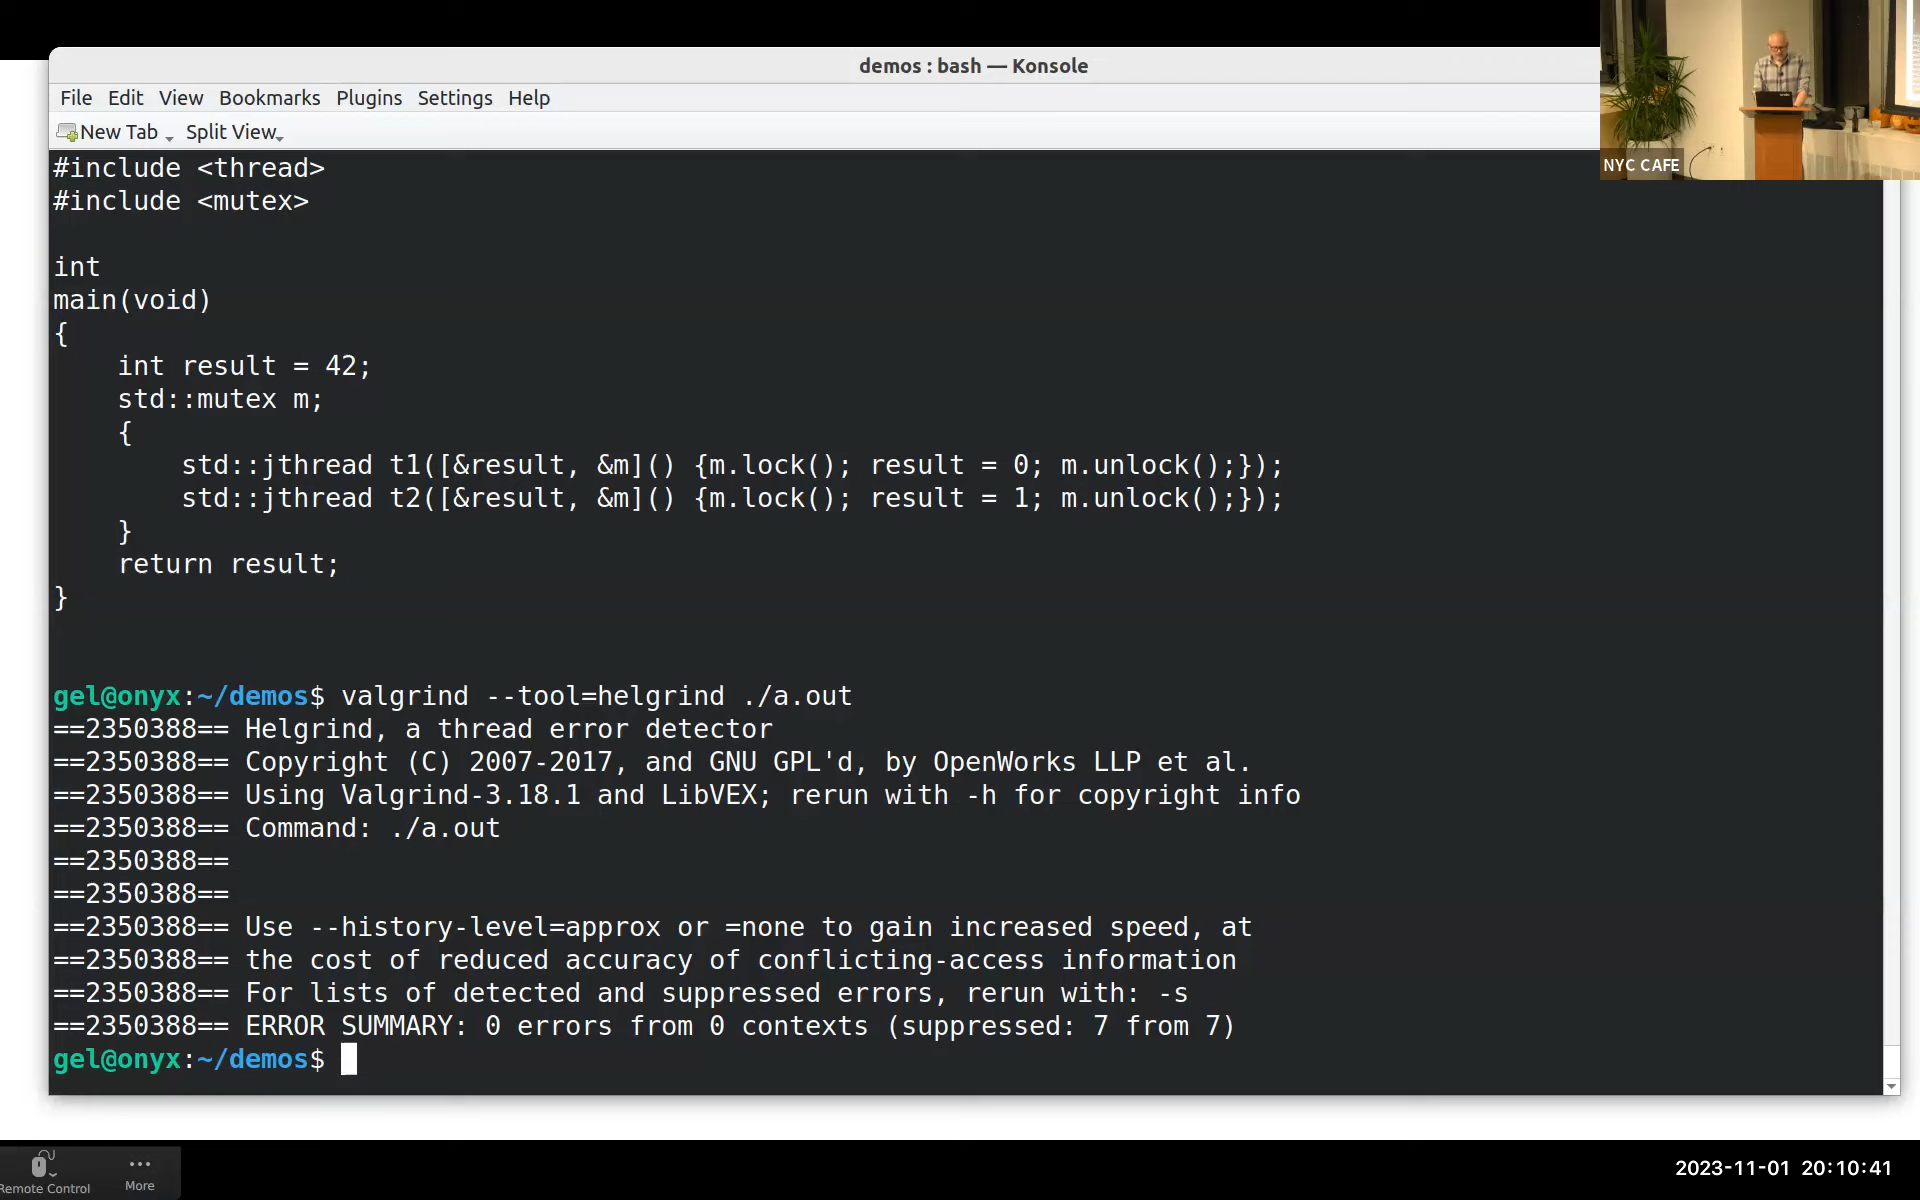 demos : bash — Konsole
File Edit View Bookmarks Plugins Settings Help
New Tab Split View
#include <thread>
#include <mutex>
int
main(void)
{
    int result = 42;
    std::mutex m;
    {
        std::jthread t1([&result, &m]() {m.lock(); result = 0; m.unlock();});
        std::jthread t2([&result, &m]() {m.lock(); result = 1; m.unlock();});
    }
    return result;
}
gel@onyx:~/demos$ valgrind --tool=helgrind ./a.out
==2350388== Helgrind, a thread error detector
==2350388== Copyright (C) 2007-2017, and GNU GPL'd, by OpenWorks LLP et al.
==2350388== Using Valgrind-3.18.1 and LibVEX; rerun with -h for copyright info
==2350388== Command: ./a.out
==2350388==
==2350388==
==2350388== Use --history-level=approx or =none to gain increased speed, at
==2350388== the cost of reduced accuracy of conflicting-access information
==2350388== For lists of detected and suppressed errors, rerun with: -s
==2350388== ERROR SUMMARY: 0 errors from 0 contexts (suppressed: 7 from 7)
gel@onyx:~/demos$
NYC CAFE
Remote Control
More
2023-11-01 20:10:41